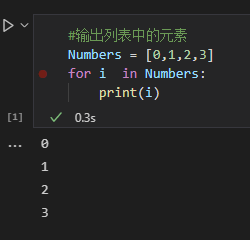 #输出列表中的元素
Numbers = [0,1,2,3]
for i  in Numbers:
    print(i)
[1]
0.3s
0
1
2
3